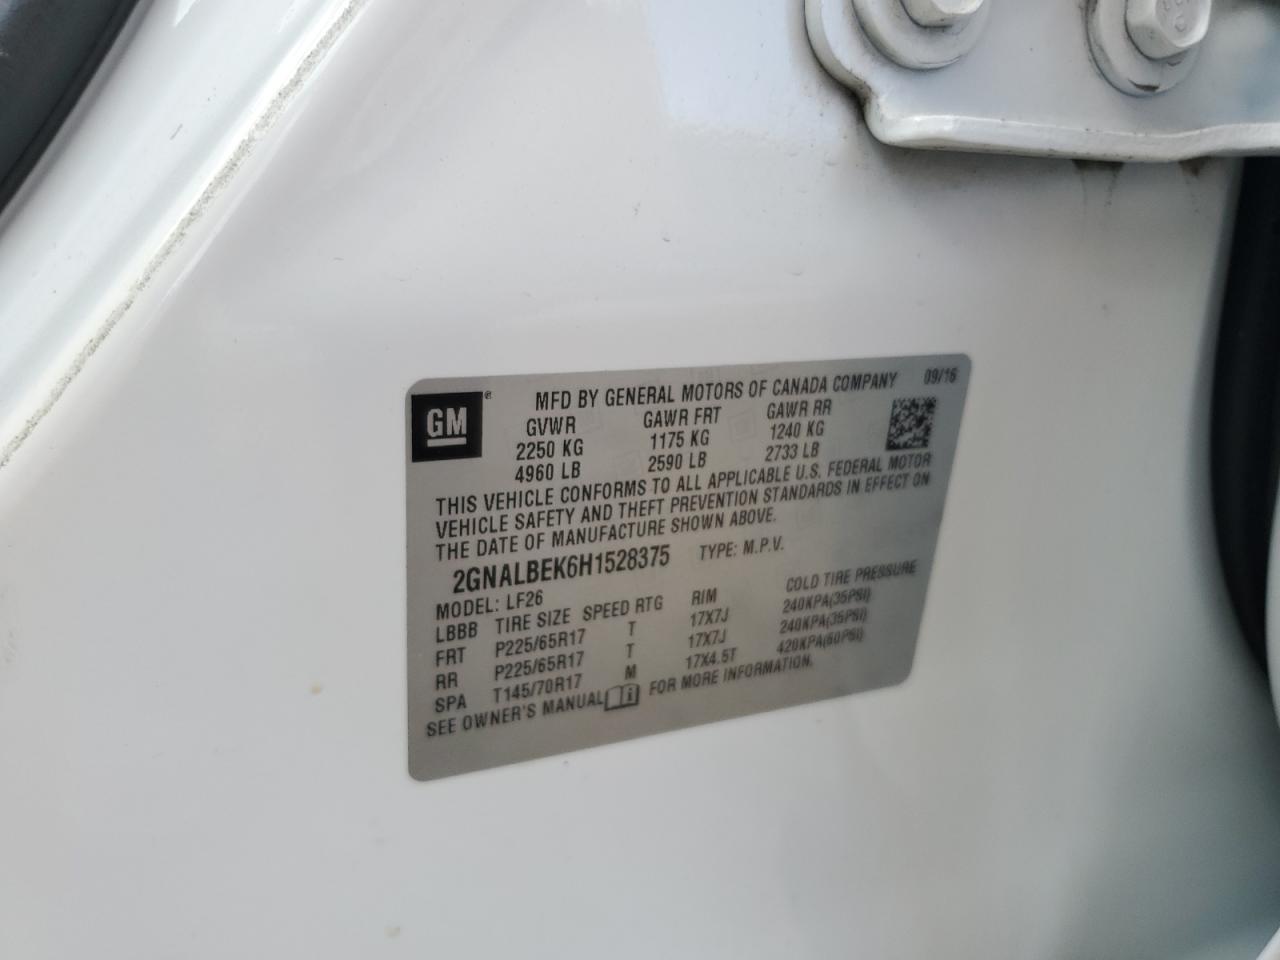 GM®
MFD BY GENERAL MOTORS OF CANADA COMPANY 09/16
GVWR GAWR FRT GAWR RR
2250 KG 1175 KG 1240 KG
4960 LB 2590 LB 2733 LB
THIS VEHICLE CONFORMS TO ALL APPLICABLE U.S. FEDERAL MOTOR
VEHICLE SAFETY AND THEFT PREVENTION STANDARDS IN EFFECT ON
THE DATE OF MANUFACTURE SHOWN ABOVE.
2GNALBEK6H1528375 TYPE: M.P.V.
MODEL: LF26
LBBB TIRE SIZE SPEED RTG RIM COLD TIRE PRESSURE
FRT P225/65R17 T 17X7J 240KPA(35PSI)
RR P225/65R17 T 17X7J 240KPA(35PSI)
SPA T145/70R17 M 17X4.5T 420KPA(60PSI)
SEE OWNER'S MANUAL FOR MORE INFORMATION.